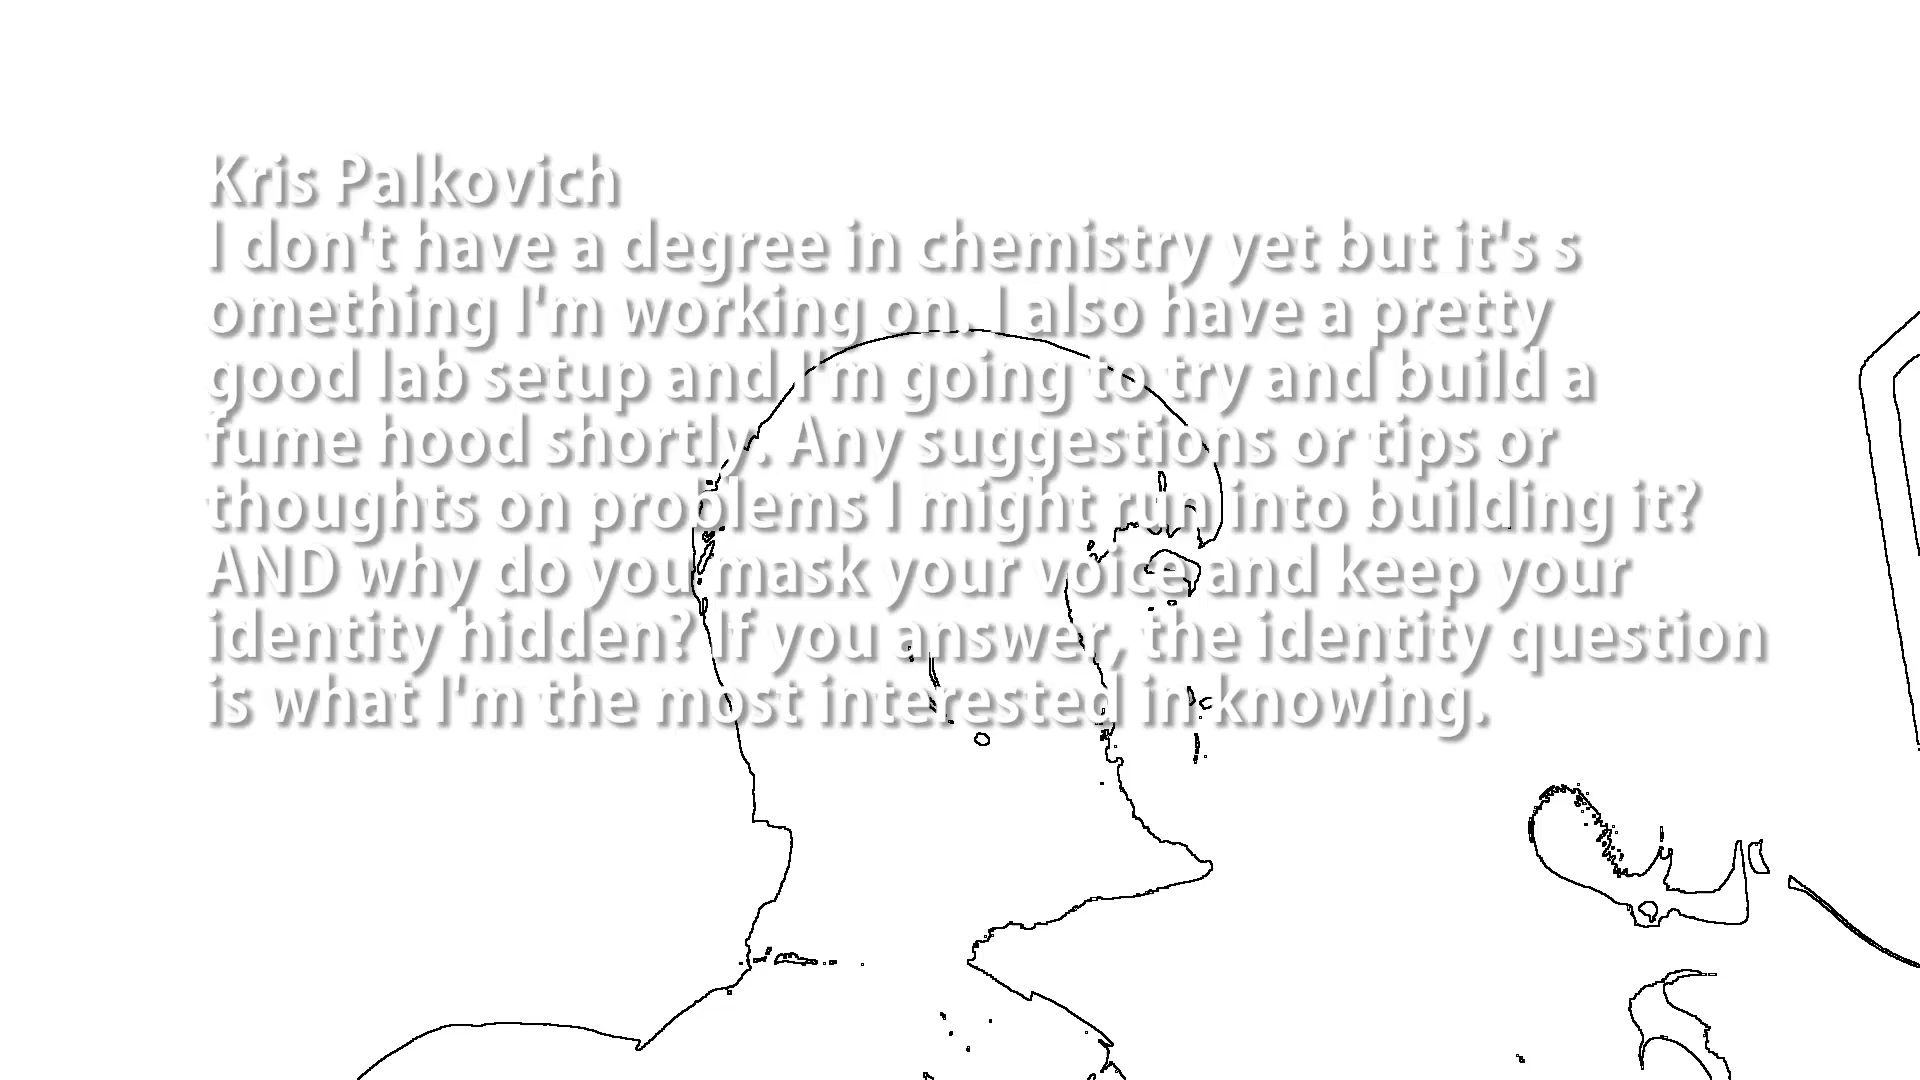 Kris Palkovich
I don't have a degree in chemistry yet but it's s
omething I'm working on. I also have a pretty
good lab setup and I'm going to try and build a
fume hood shortly. Any suggestions or tips or
thoughts on problems I might run into building it?
AND why do you mask your voice and keep your
identity hidden? If you answer, the identity question
is what I'm the most interested in knowing.